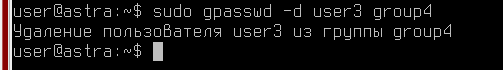 user@astra:~$ sudo gpasswd -d user3 group4
Удаление пользователя user3 из группы group4
user@astra:~$